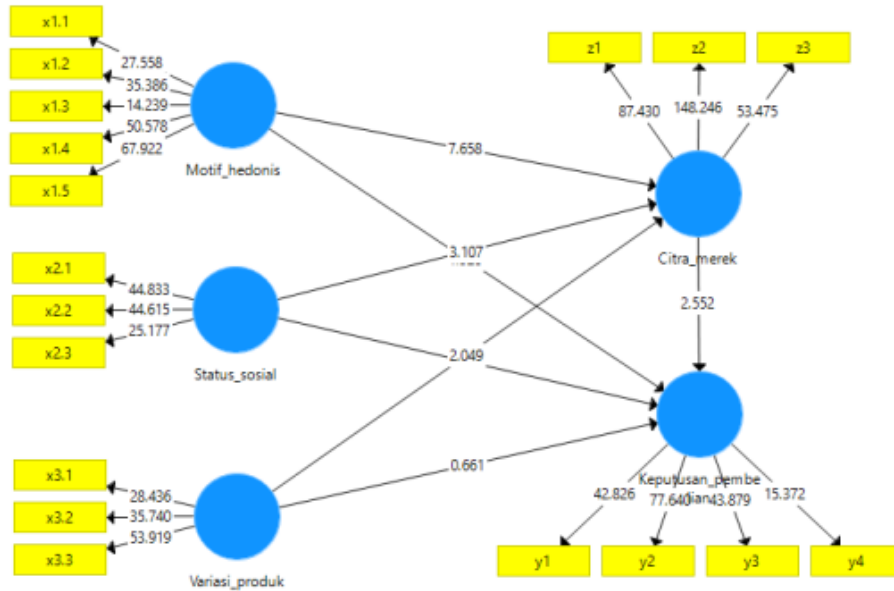 x1.1
x1.2
x1.3
x1.4
x1.5
27.558
35.386
14.239
50.578
67.922
Motif_hedonis
x2.1
x2.2
x2.3
44.833
44.615
25.177
Status_sosial
x3.1
x3.2
x3.3
28.436
35.740
53.919
Variasi_produk
7.658
3.107
2.049
0.661
z1
z2
z3
87.430
148.246
53.475
Citra_merek
2.552
Keputusan_pembe
lian
42.826
77.640
43.879
15.372
y1
y2
y3
y4